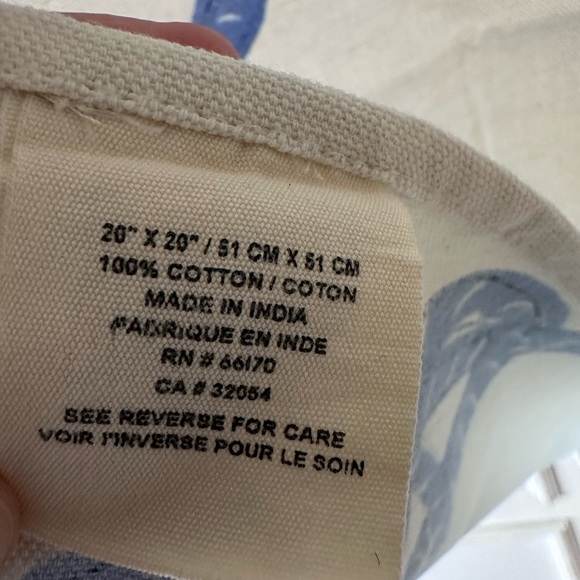 20" X 20" / 51 CM X 51 CM
100% COTTON / COTON
MADE IN INDIA
FABRIQUE EN INDE
RN # 66170
CA # 32054
SEE REVERSE FOR CARE
VOIR l'INVERSE POUR LE SOIN